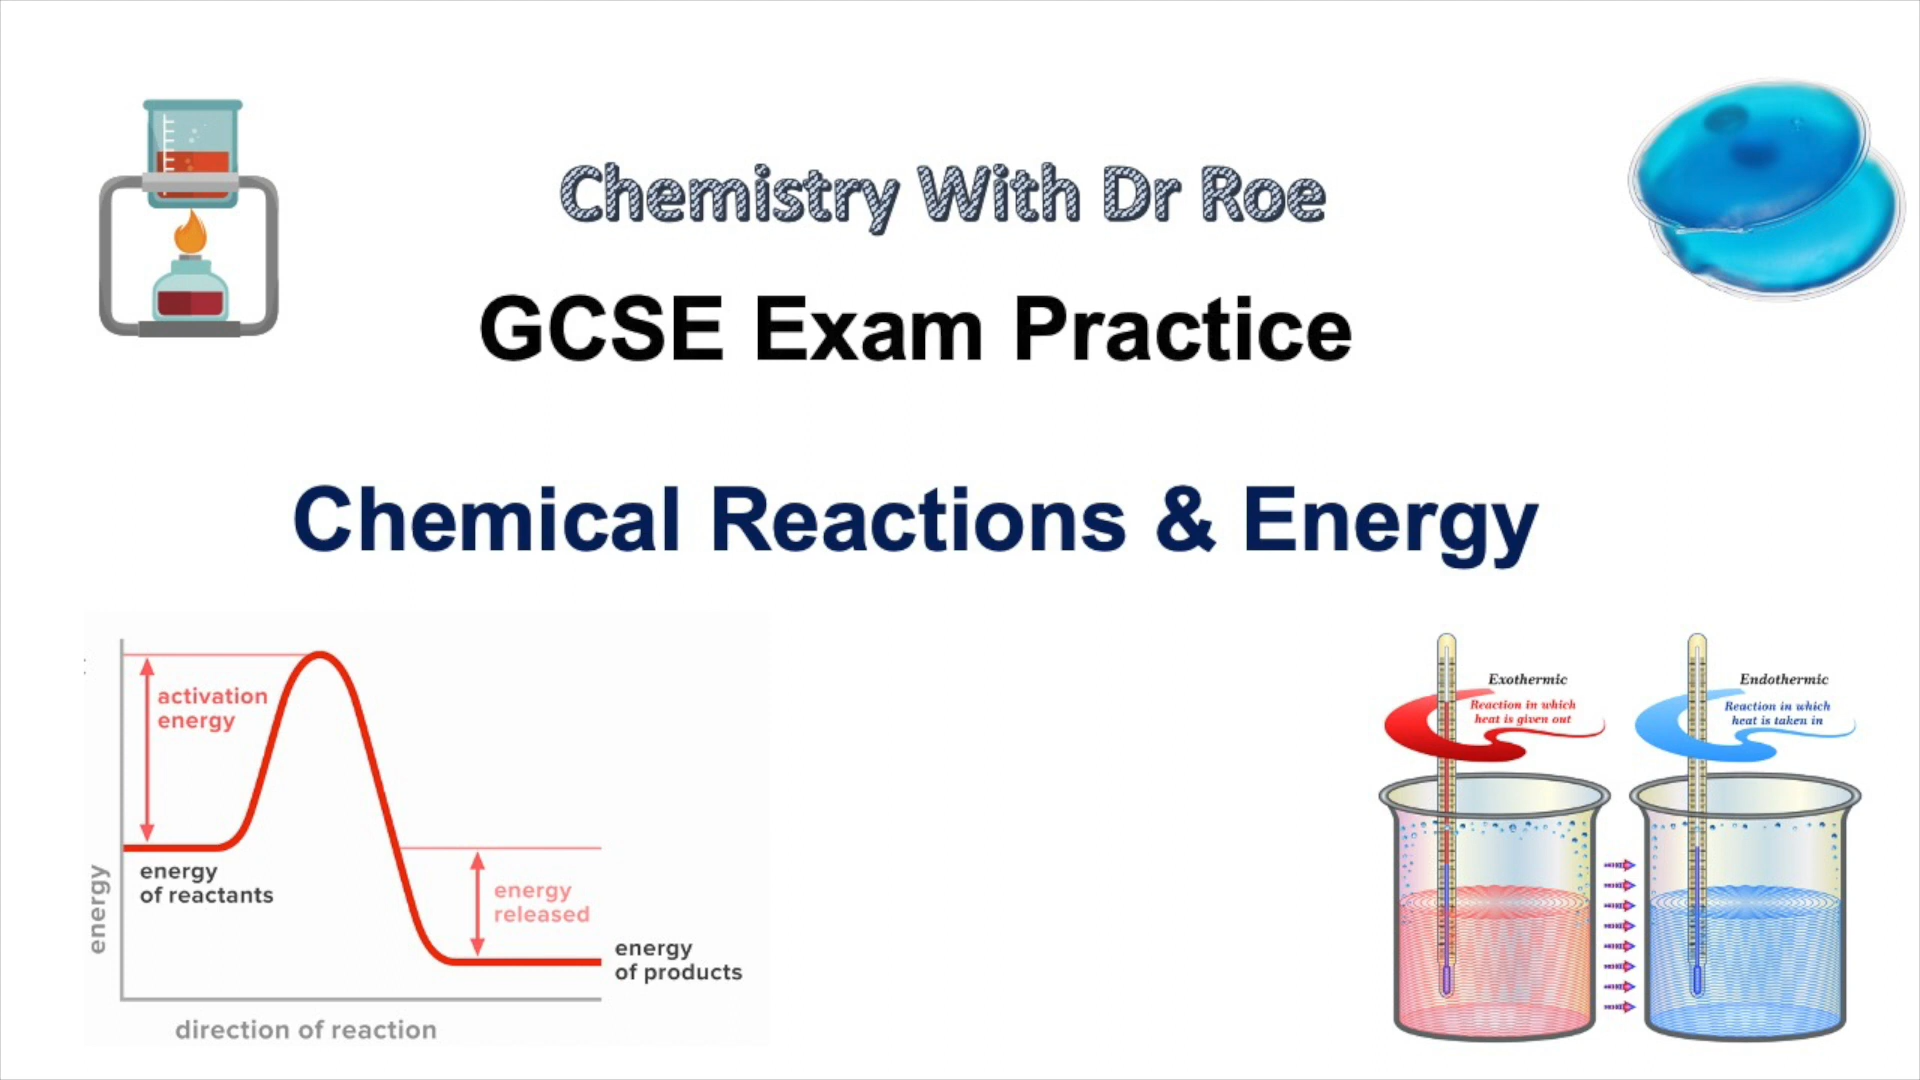 Chemistry With Dr Roe
GCSE Exam Practice
Chemical Reactions & Energy
activation
energy
energy
of reactants
energy
released
energy
of products
energy
direction of reaction
Exothermic
Reaction in which
heat is given out
Endothermic
Reaction in which
heat is taken in